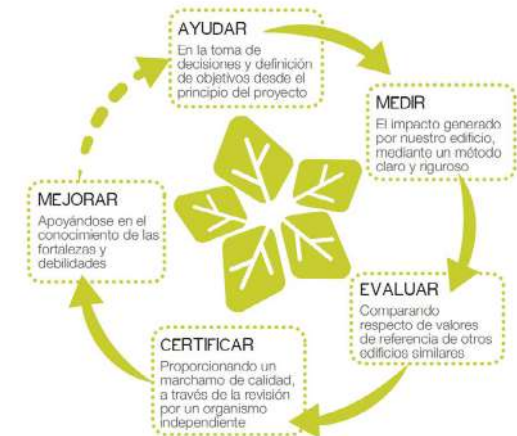 AYUDAR
En la toma de
decisiones y definición
de objetivos desde el
principio del proyecto
MEDIR
El impacto generado
por nuestro edificio,
mediante un método
claro y riguroso
EVALUAR
Comparando
respecto de valores
de referencia de otros
edificios similares
CERTIFICAR
Proporcionando un
marchamo de calidad,
a través de la revisión
por un organismo
independiente
MEJORAR
Apoyándose en el
conocimiento de las
fortalezas y
debilidades